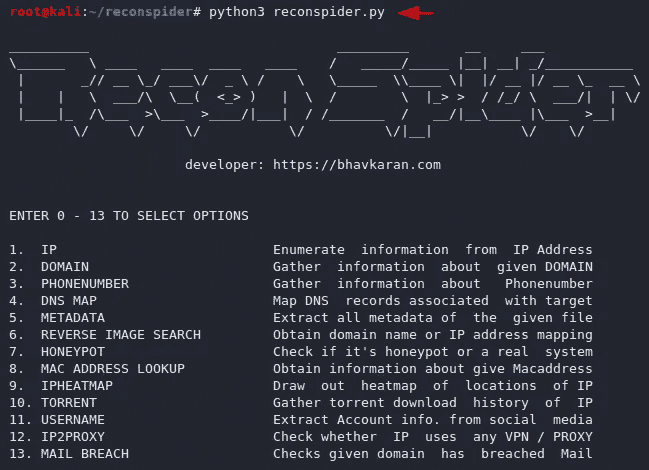 root@kali:~/reconspider# python3 reconspider.py
Recon Spider
developer: https://bhavkaran.com
ENTER 0 - 13 TO SELECT OPTIONS
1. IP Enumerate information from IP Address
2. DOMAIN Gather information about given DOMAIN
3. PHONENUMBER Gather information about Phonenumber
4. DNS MAP Map DNS records associated with target
5. METADATA Extract all metadata of the given file
6. REVERSE IMAGE SEARCH Obtain domain name or IP address mapping
7. HONEYPOT Check if it's honeypot or a real system
8. MAC ADDRESS LOOKUP Obtain information about give Macaddress
9. IPHEATMAP Draw out heatmap of locations of IP
10. TORRENT Gather torrent download history of IP
11. USERNAME Extract Account info. from social media
12. IP2PROXY Check whether IP uses any VPN / PROXY
13. MAIL BREACH Checks given domain has breached Mail